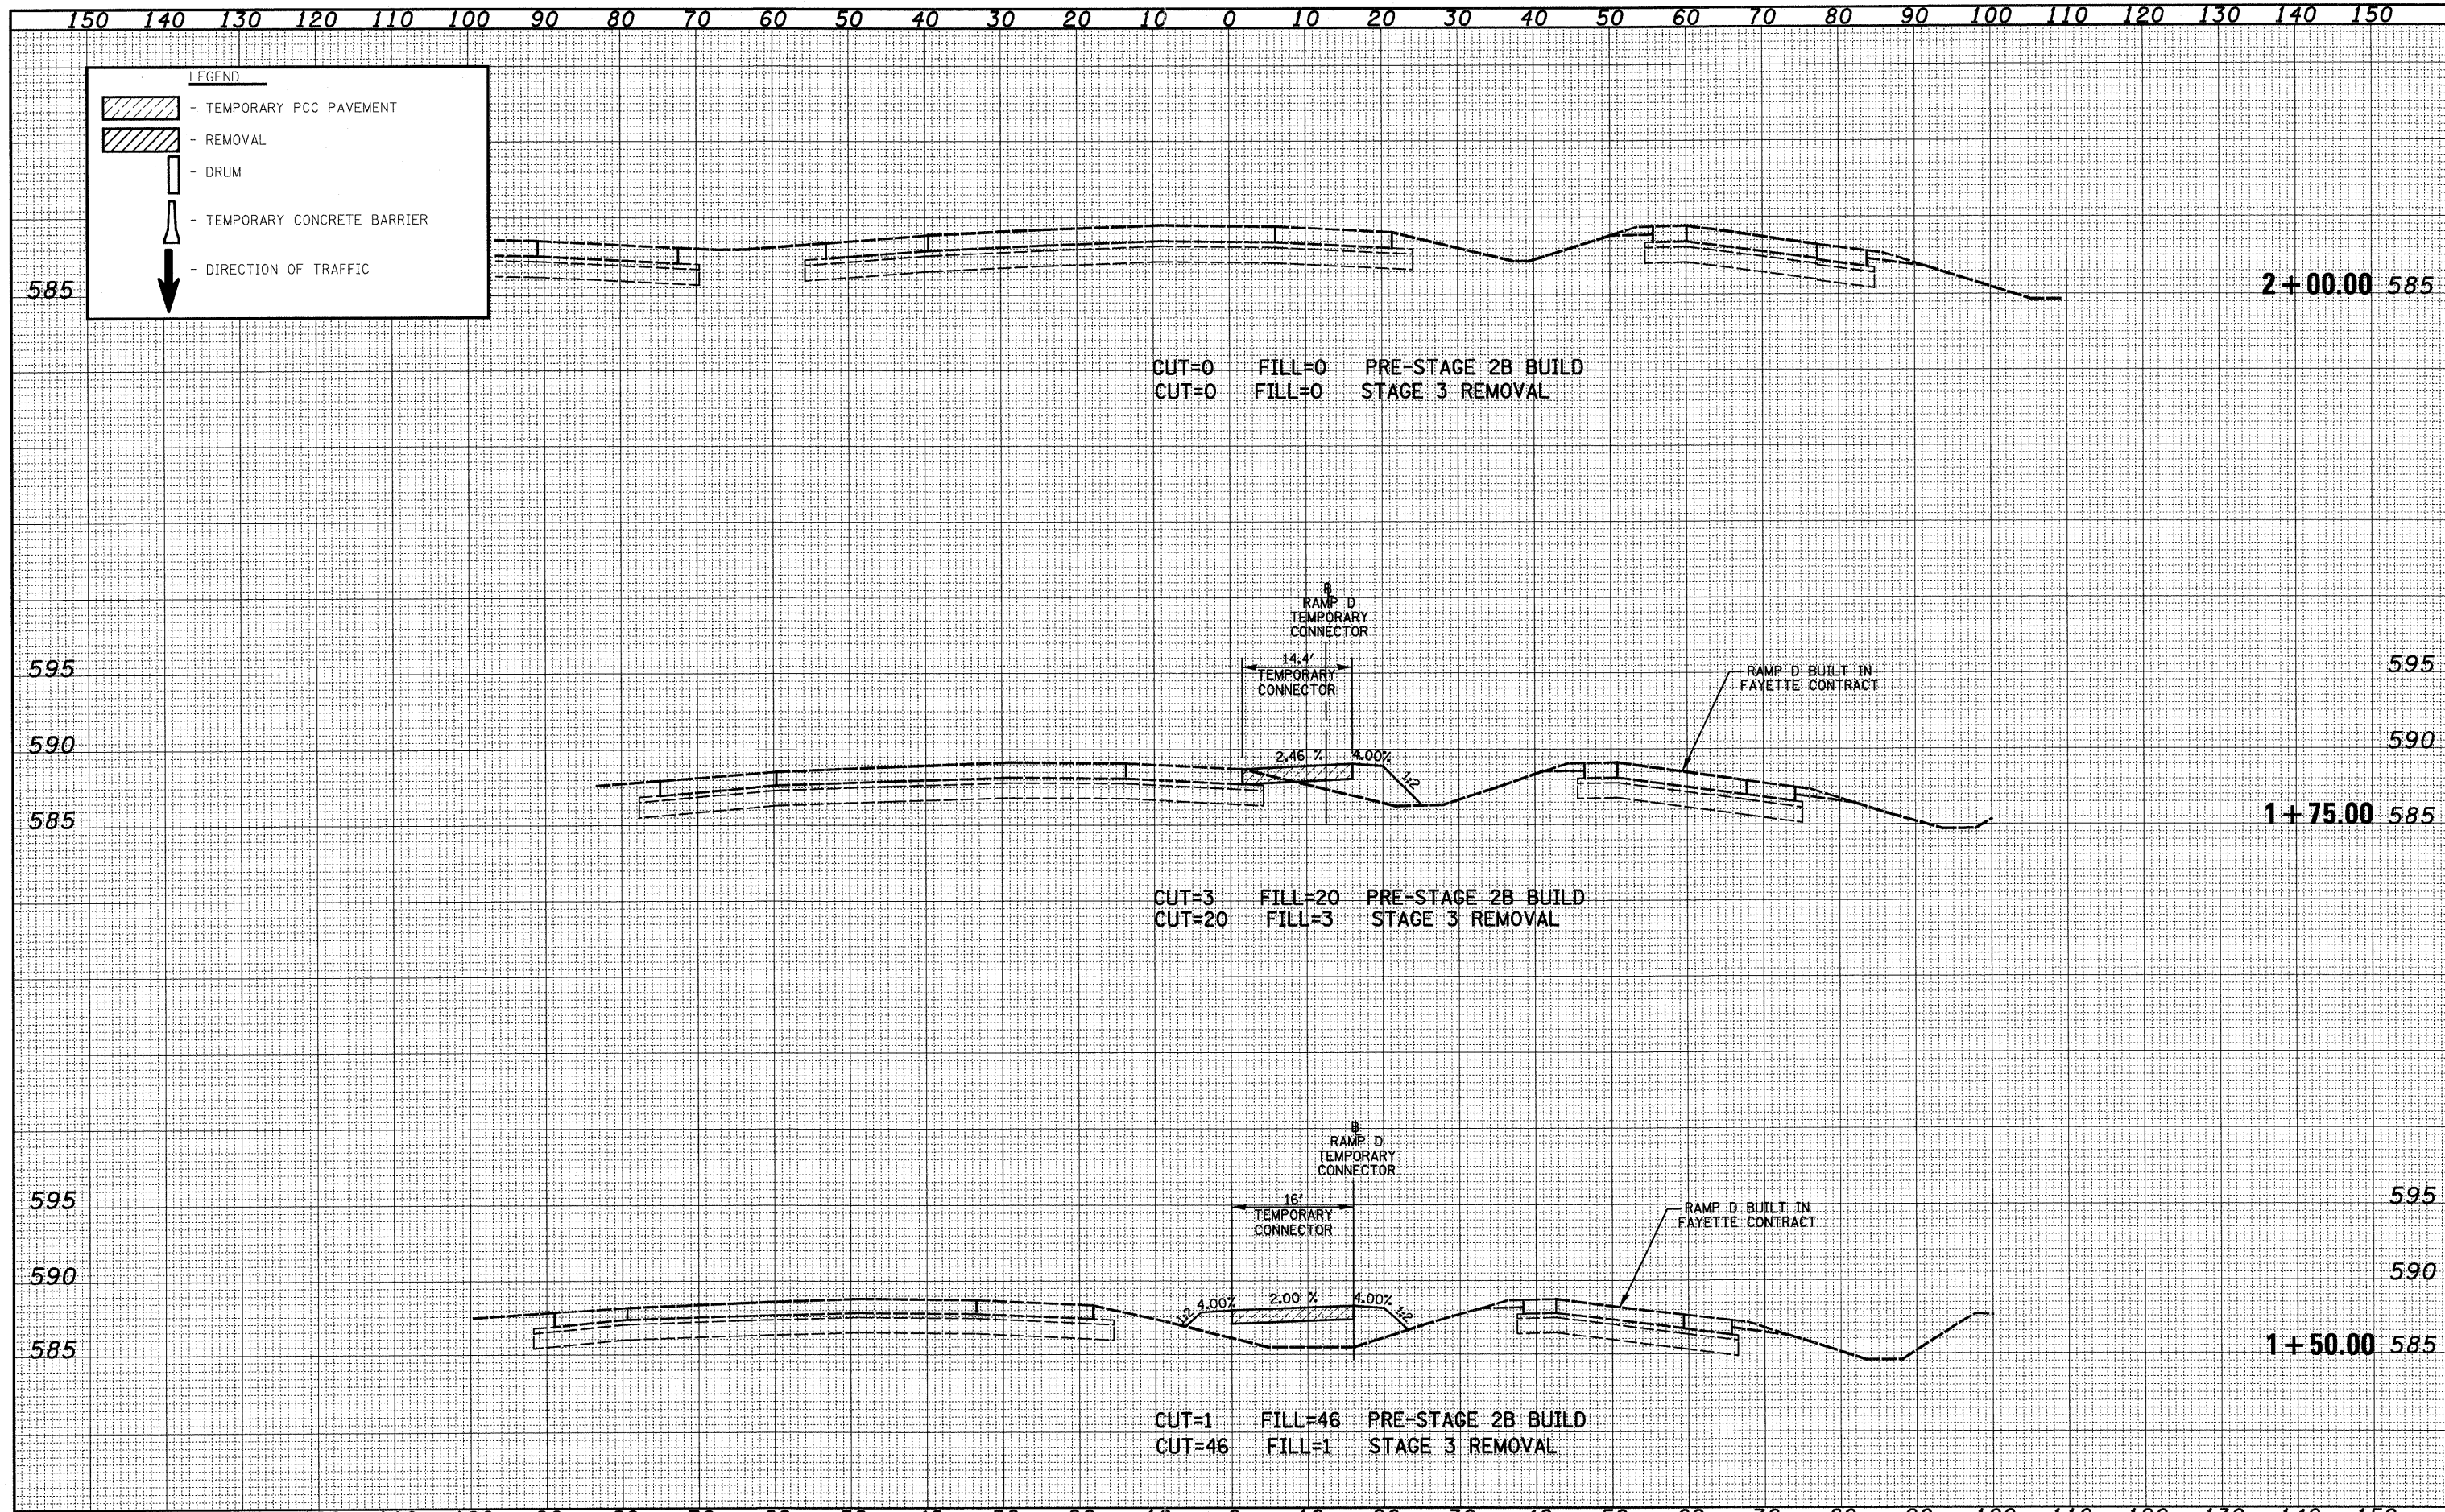 150 140 130 120 110 100 90 80 70 60 50 40 30 20 10 0 10 20 30 40 50 60 70 80 90 100 110 120 130 140 150
LEGEND
- TEMPORARY PCC PAVEMENT
- REMOVAL
- DRUM
- TEMPORARY CONCRETE BARRIER
- DIRECTION OF TRAFFIC
585
2+00.00 585
CUT=0 FILL=0 PRE-STAGE 2B BUILD
CUT=0 FILL=0 STAGE 3 REMOVAL
RAMP D
TEMPORARY
CONNECTOR
595
14.4'
TEMPORARY
CONNECTOR
RAMP D BUILT IN
FAYETTE CONTRACT
595
590
2.46 % 4.00%
1:2
590
585
1+75.00 585
CUT=3 FILL=20 PRE-STAGE 2B BUILD
CUT=20 FILL=3 STAGE 3 REMOVAL
RAMP D
TEMPORARY
CONNECTOR
595
16'
TEMPORARY
CONNECTOR
RAMP D BUILT IN
FAYETTE CONTRACT
595
590
1:2 4.00% 2.00 % 4.00% 1:2
590
585
1+50.00 585
CUT=1 FILL=46 PRE-STAGE 2B BUILD
CUT=46 FILL=1 STAGE 3 REMOVAL